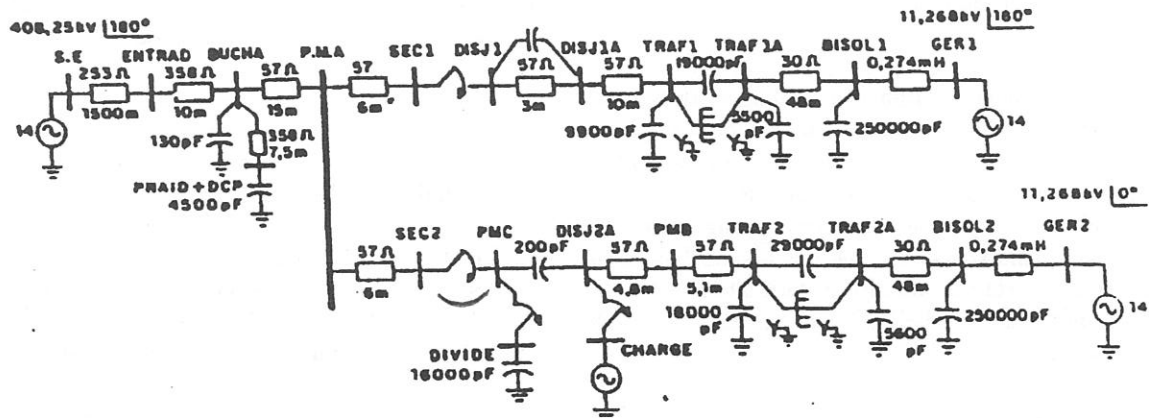 408,25kV |180°
S.E
ENTRAD
BUCHA
P.M.A
SEC1
DISJ1
DISJ1A
TRAF1
TRAF1A
BISOL1
11,268kV |180°
GER1
253Ω
1500m
358Ω
10m
57Ω
15m
57
6m
57Ω
3m
57Ω
10m
19000pF
30Ω
48m
0,274mH
14
130pF
358Ω
7,5m
9900pF
5500
pF
250000pF
14
PRAID+DCP
4500pF
11,268kV |0°
SEC2
PMC
DISJ2A
PMB
TRAF2
TRAF2A
BISOL2
GER2
57Ω
6m
200pF
57Ω
4,8m
57Ω
5,1m
29000pF
30Ω
48m
0,274mH
18000
pF
5600
pF
250000pF
14
DIVIDE
16000pF
CHARGE